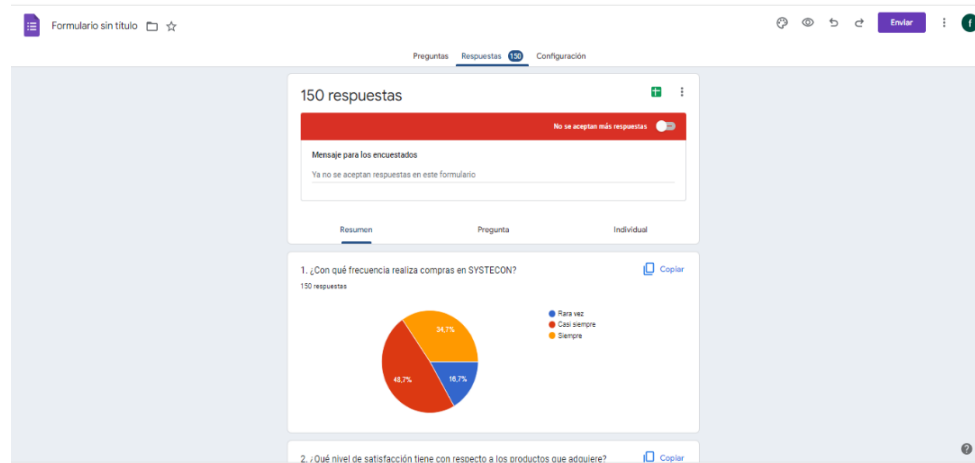 Formulario sin título
Enviar
f
Preguntas Respuestas 150 Configuración
150 respuestas
No se aceptan más respuestas
Mensaje para los encuestados
Ya no se aceptan respuestas en este formulario
Resumen Pregunta Individual
1. ¿Con qué frecuencia realiza compras en SYSTECON?
Copiar
150 respuestas
Rara vez
Casi siempre
Siempre
34,7%
48,7%
16,7%
2. ¿Qué nivel de satisfacción tiene con respecto a los productos que adquiere?
Copiar